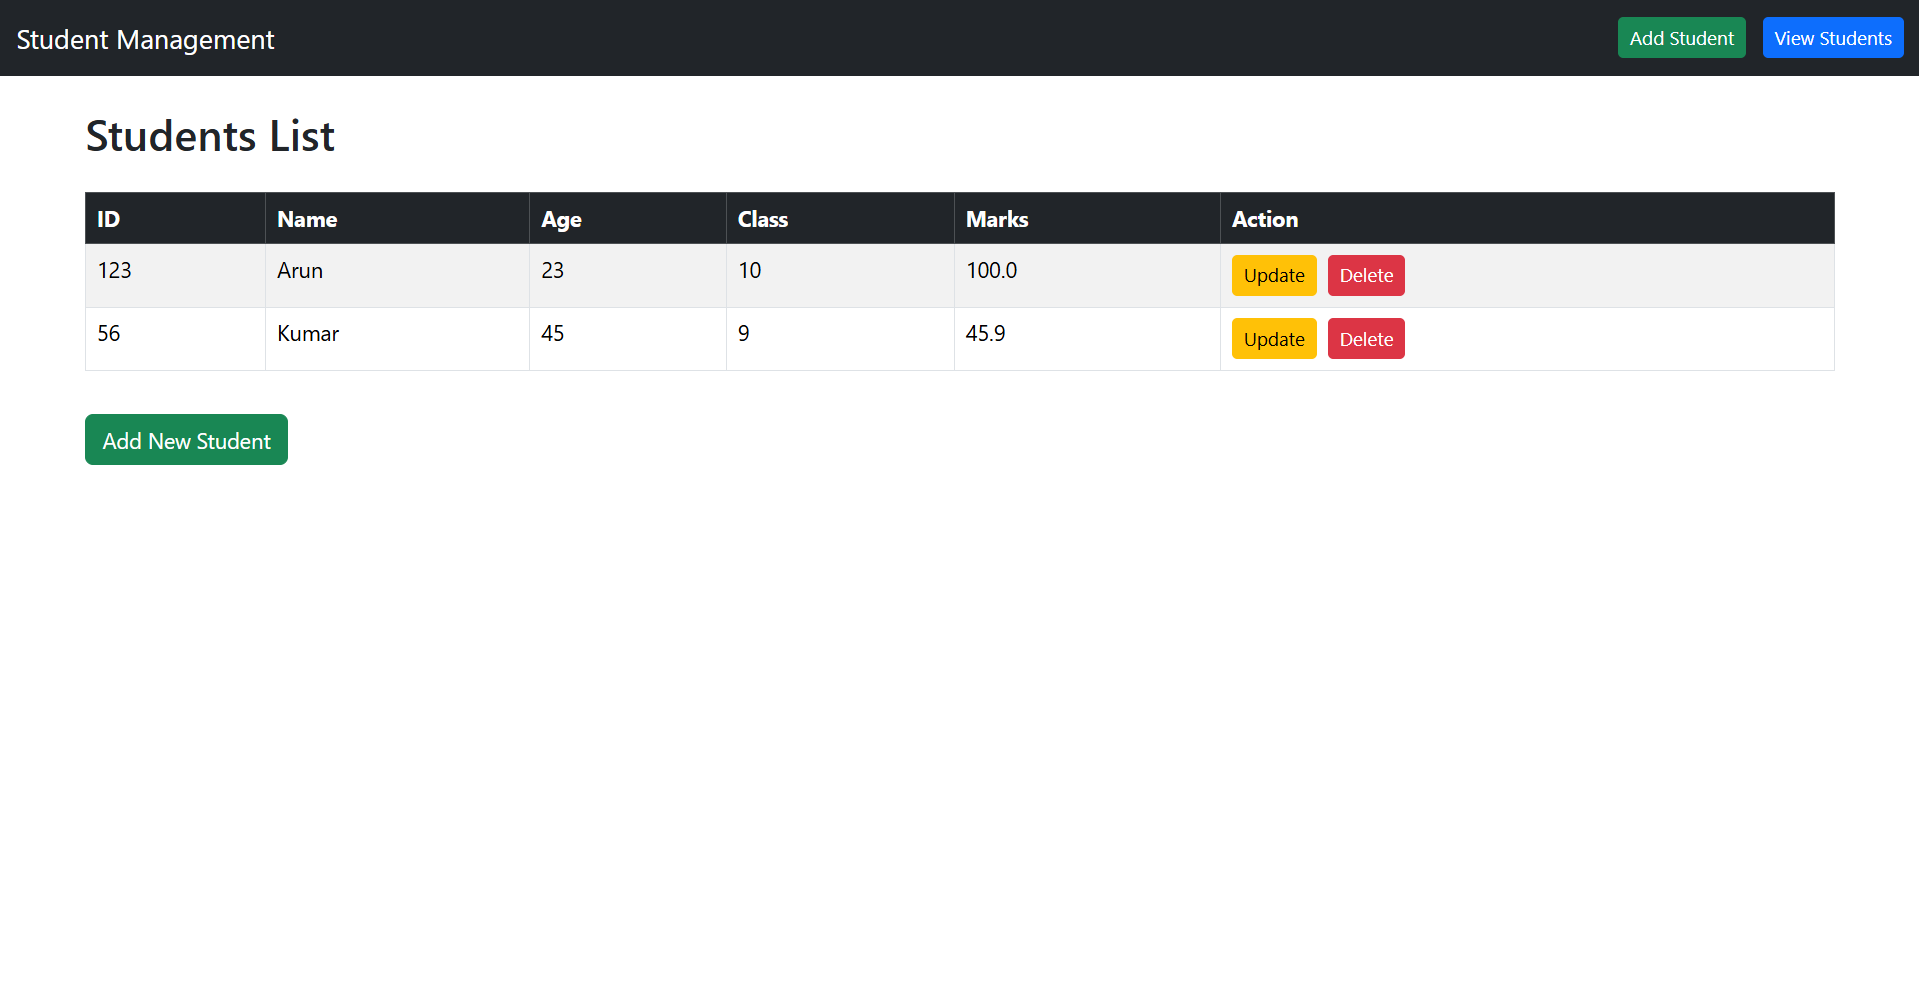 Student Management Add Student View Students
Students List
ID Name Age Class Marks Action
123 Arun 23 10 100.0 Update Delete
56 Kumar 45 9 45.9 Update Delete
Add New Student